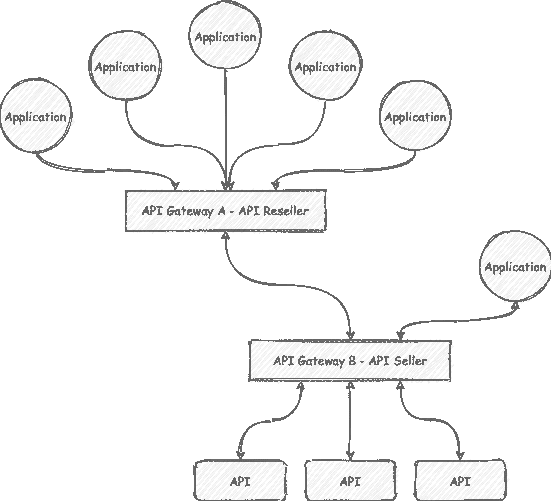 Application
Application
Application
Application
Application
API Gateway A - API Reseller
Application
API Gateway B - API Seller
API
API
API